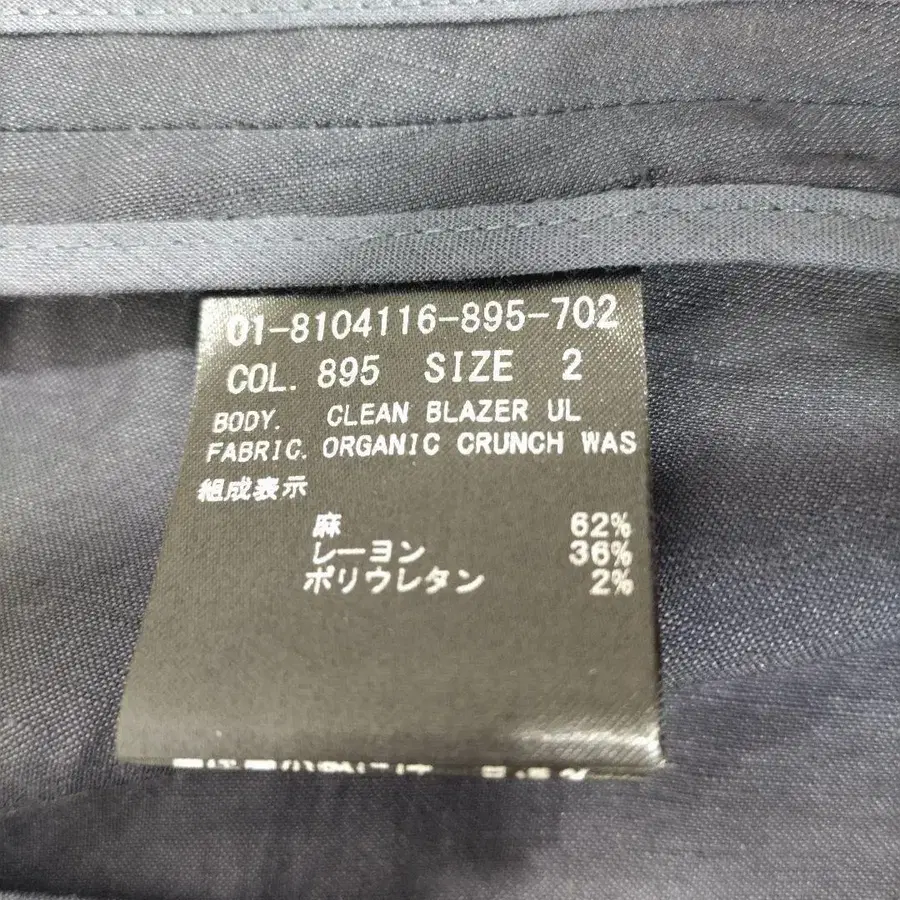 01-8104116-895-702
COL. 895 SIZE 2
BODY. CLEAN BLAZER UL
FABRIC. ORGANIC CRUNCH WAS
組成表示
麻 62%
レーヨン 36%
ポリウレタン 2%